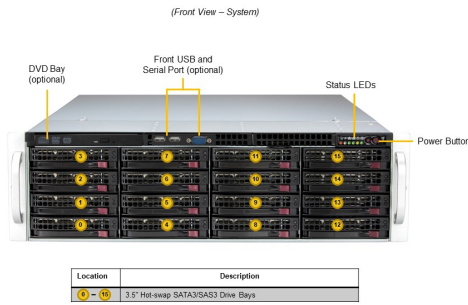 (Front View – System)
Front USB and
Serial Port (optional)
DVD Bay
(optional)
Status LEDs
Power Button
3 7 11 15
2 6 10 14
1 5 9 13
0 4 8 12
Location Description
0 – 15 3.5" Hot-swap SATA3/SAS3 Drive Bays